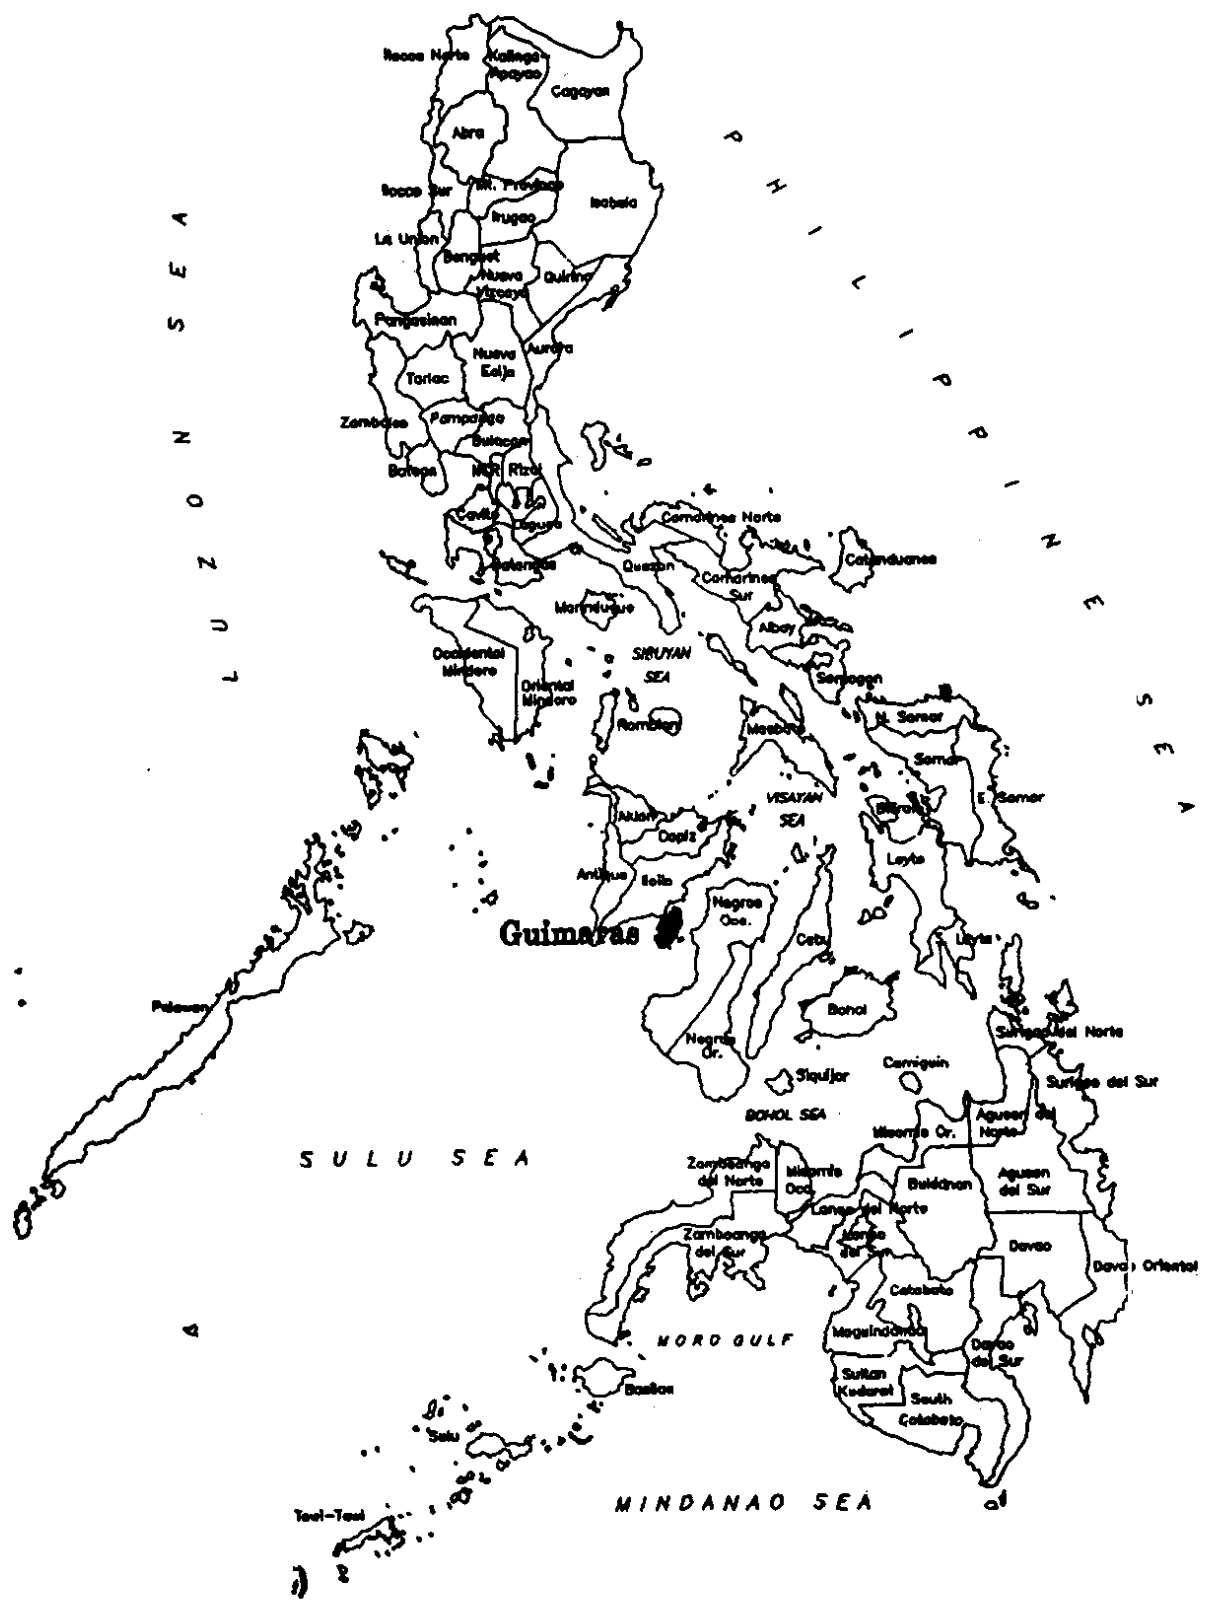 Ilocos Norte
Kalinga-
Apayao
Cagayan
Abra
PHILIPPINE SEA
Ilocos Sur
Mt. Province
Isabela
Ifugao
La Union
Benguet
Nueva
Vizcaya
Quirino
LUZON SEA
Pangasinan
Nueva
Ecija
Aurora
Tarlac
Zambales
Pampanga
Bulacan
Bataan
NCR
Rizal
Cavite
Laguna
Camarines Norte
Batangas
Quezon
Catanduanes
Camarines
Sur
Marinduque
Albay
Occidental
Mindoro
SIBUYAN
SEA
Sorsogon
Oriental
Mindoro
Romblon
Masbate
N. Samar
Samar
VISAYAN
SEA
E. Samar
Biliran
Aklan
Capiz
Leyte
Antique
Iloilo
Negros
Occ.
Guimaras
Cebu
S. Leyte
Palawan
Bohol
Negros
Or.
Surigao del Norte
Camiguin
Siquijor
Surigao del Sur
BOHOL SEA
Agusan del
Norte
Misamis Or.
SULU SEA
Zamboanga
del Norte
Misamis
Occ.
Bukidnon
Agusan
del Sur
Lanao del Norte
Zamboanga
del Sur
Lanao
del Sur
Davao
Davao Oriental
Cotabato
Maguindanao
MORO GULF
Davao
del Sur
Sultan
Kudarat
Basilan
South
Cotabato
Sulu
MINDANAO SEA
Tawi-Tawi